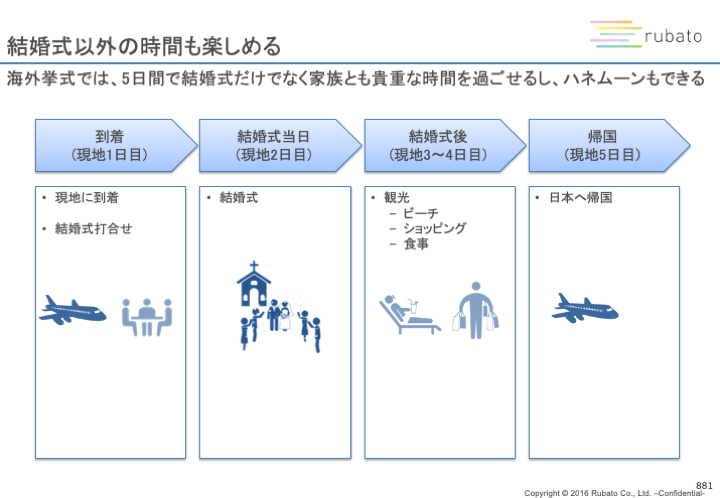 結婚式以外の時間も楽しめる
rubato
海外挙式では、5日間で結婚式だけでなく家族とも貴重な時間を過ごせるし、ハネムーンもできる
到着
(現地1日目)
結婚式当日
(現地2日目)
結婚式後
(現地3〜4日目)
帰国
(現地5日目)
• 現地に到着
• 結婚式打合せ
• 結婚式
• 観光
– ビーチ
– ショッピング
– 食事
• 日本へ帰国
881
Copyright © 2016 Rubato Co., Ltd. –Confidential-